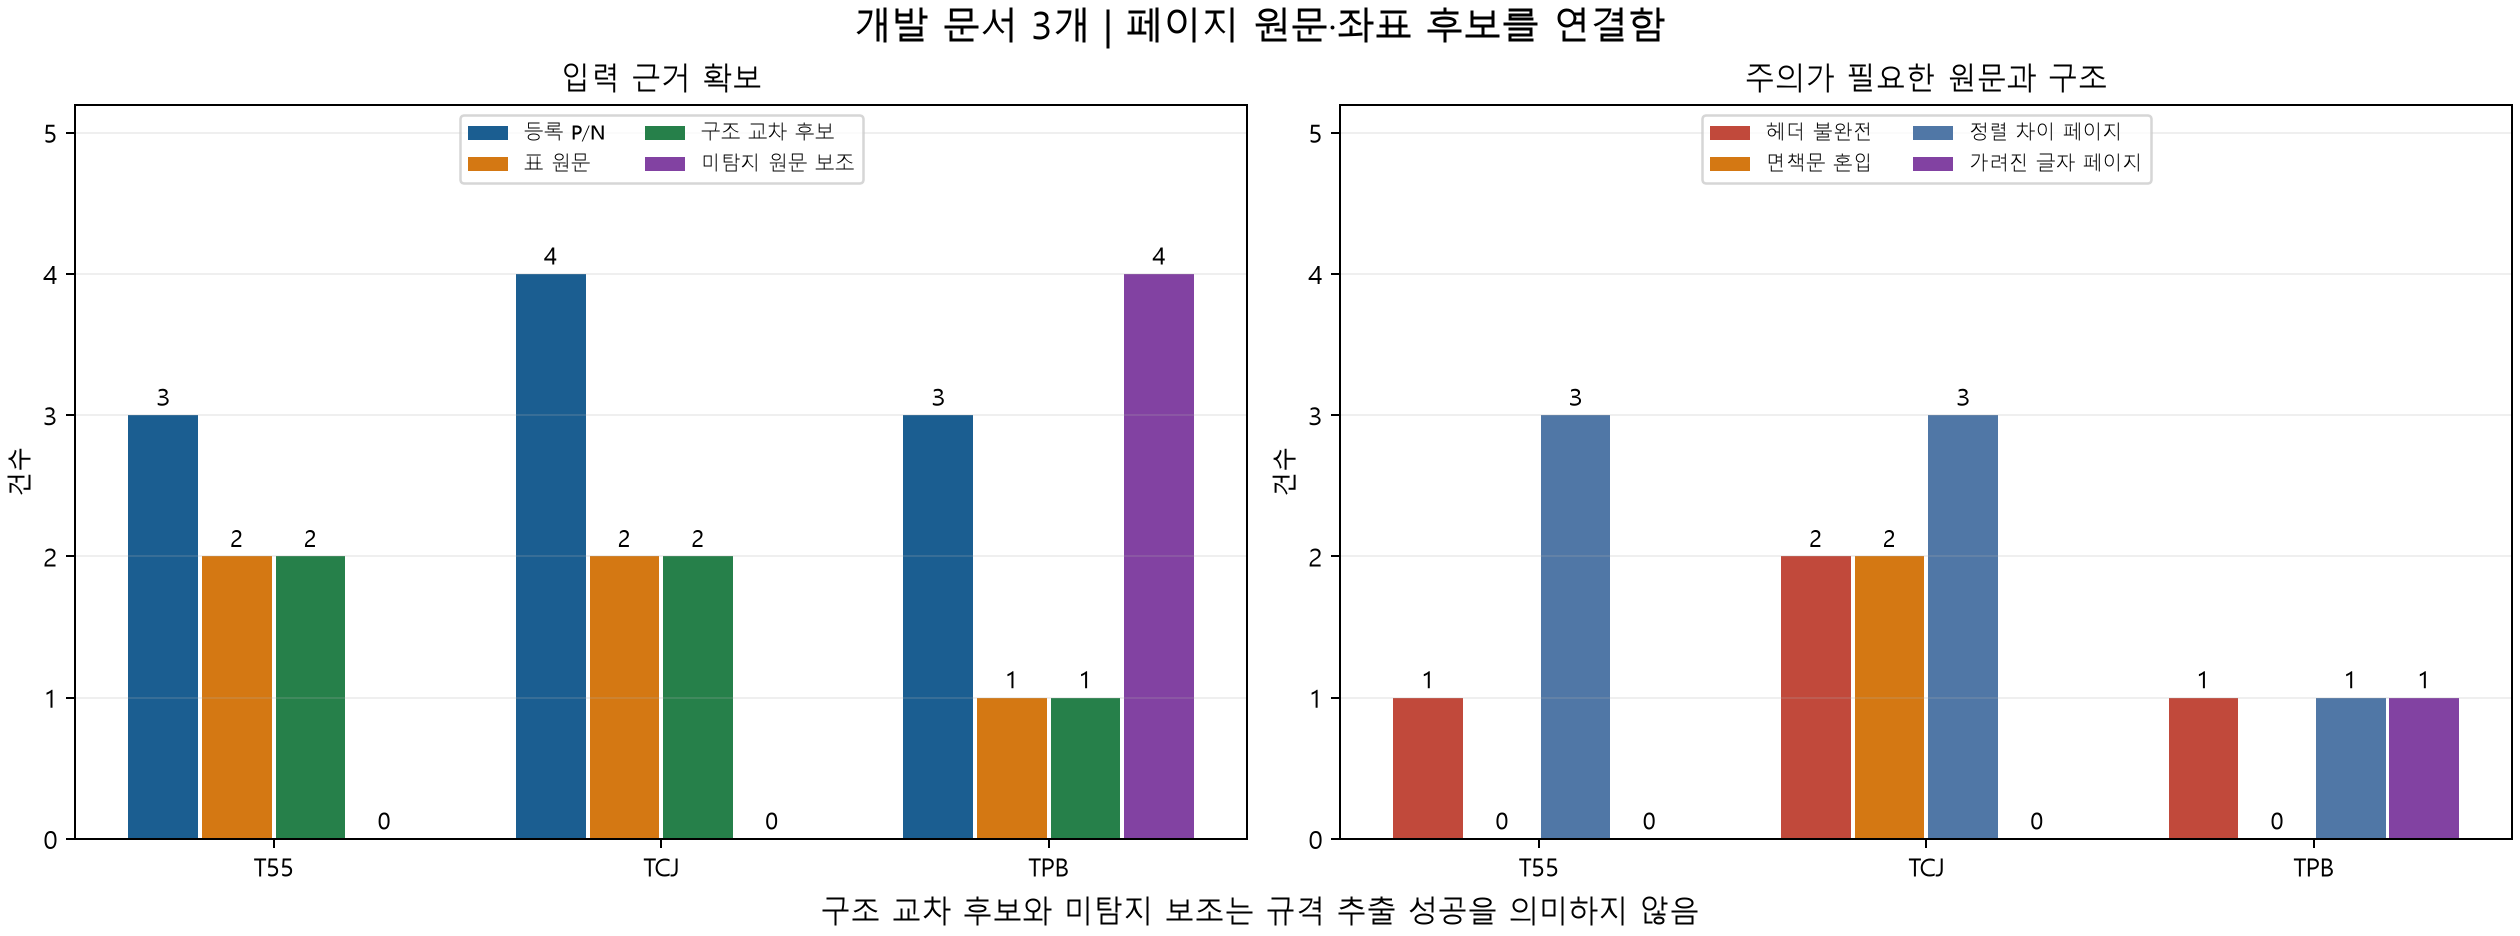 개발 문서 3개 | 페이지 원문·좌표 후보를 연결함
입력 근거 확보
등록 P/N
표 원문
구조 교차 후보
미탐지 원문 보조
건수
5
4
3
2
1
0
3
2
2
0
4
2
2
0
3
1
1
4
T55
TCJ
TPB
주의가 필요한 원문과 구조
헤더 불완전
면책문 혼입
정렬 차이 페이지
가려진 글자 페이지
건수
5
4
3
2
1
0
1
0
3
0
2
2
3
0
1
0
1
1
T55
TCJ
TPB
구조 교차 후보와 미탐지 보조는 규격 추출 성공을 의미하지 않음